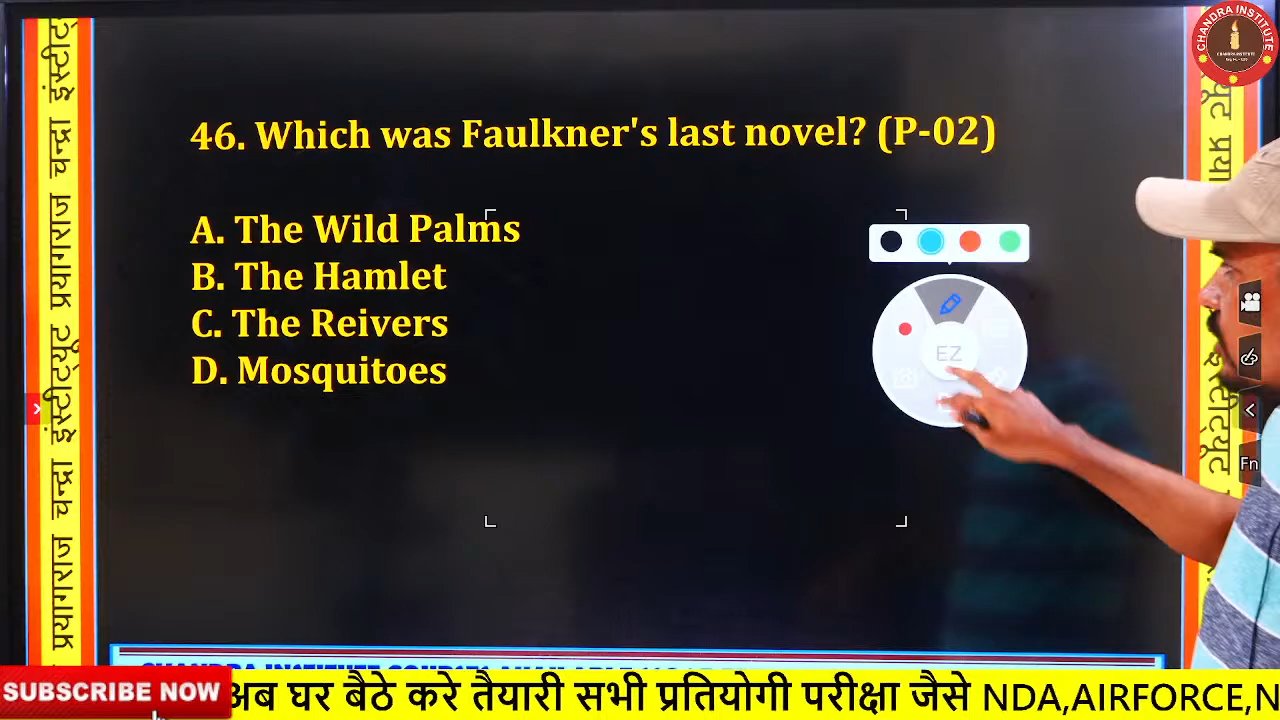 CHANDRA INSTITUTE
46. Which was Faulkner's last novel? (P-02)
A. The Wild Palms
B. The Hamlet
C. The Reivers
D. Mosquitoes
EZ
Fn
प्रयागराज चन्द्रा इंस्टीट्यूट प्रयागराज चन्द्रा इंस्टीट्यूट
SUBSCRIBE NOW
अब घर बैठे करे तैयारी सभी प्रतियोगी परीक्षा जैसे NDA,AIRFORCE,N